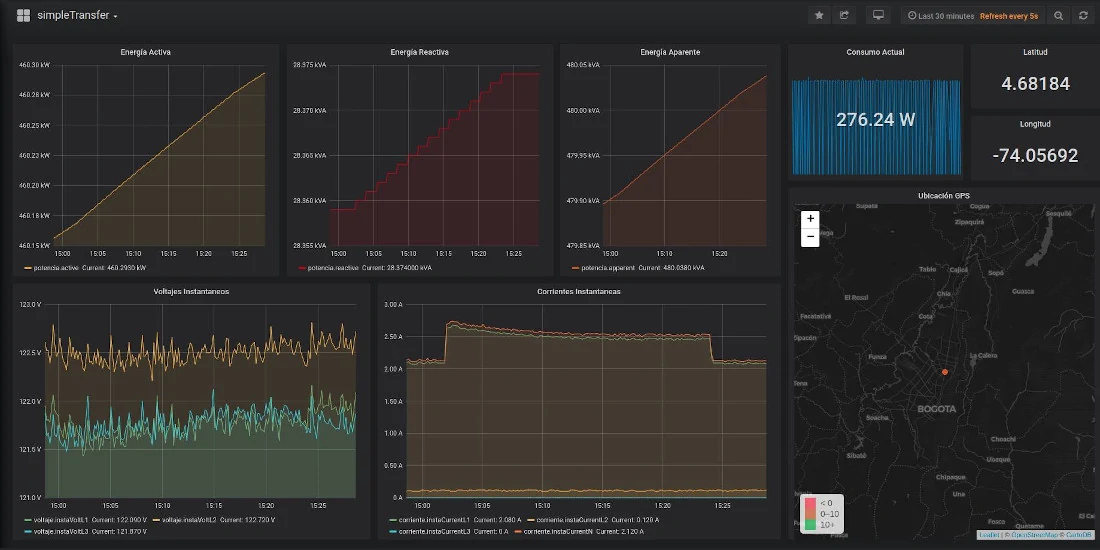 simpleTransfer
Last 30 minutes Refresh every 5s
Energía Activa
460.30 kW
460.28 kW
460.25 kW
460.23 kW
460.20 kW
460.18 kW
460.15 kW
15:00 15:05 15:10 15:15 15:20 15:25
potencia.active Current: 460.2930 kW
Energía Reactiva
28.375 kVA
28.370 kVA
28.365 kVA
28.360 kVA
28.355 kVA
15:00 15:05 15:10 15:15 15:20 15:25
potencia.reactive Current: 28.374000 kVA
Energía Aparente
480.05 kVA
480.00 kVA
479.95 kVA
479.90 kVA
479.85 kVA
15:00 15:10 15:20
potencia.apparent Current: 480.0380 kVA
Consumo Actual
276.24 W
Latitud
4.68184
Longitud
-74.05692
Voltajes Instantaneos
123.0 V
122.5 V
122.0 V
121.5 V
121.0 V
15:00 15:05 15:10 15:15 15:20 15:25
voltaje.instaVoltL1 Current: 122.090 V voltaje.instaVoltL2 Current: 122.720 V
voltaje.instaVoltL3 Current: 121.870 V
Corrientes Instantaneas
3.00 A
2.50 A
2.00 A
1.50 A
1.00 A
0.50 A
0 A
15:00 15:05 15:10 15:15 15:20 15:25
corriente.instaCurrentL1 Current: 2.080 A corriente.instaCurrentL2 Current: 0.120 A
corriente.instaCurrentL3 Current: 0 A corriente.instaCurrentN Current: 2.120 A
Ubicación GPS
+
−
Supatá
Cogua
Zipaquirá
Sesquilé
Tabio
Cajicá
Sopó
Chía
Guasca
El Rosal
Facatativá
Cota
Funza
La Calera
BOGOTA
Soacha
Sibaté
Choachí
Ubaque
Chipaque
Una
Fosca
Quetame
< 0
0–10
10+
Leaflet | © OpenStreetMap © CartoDB